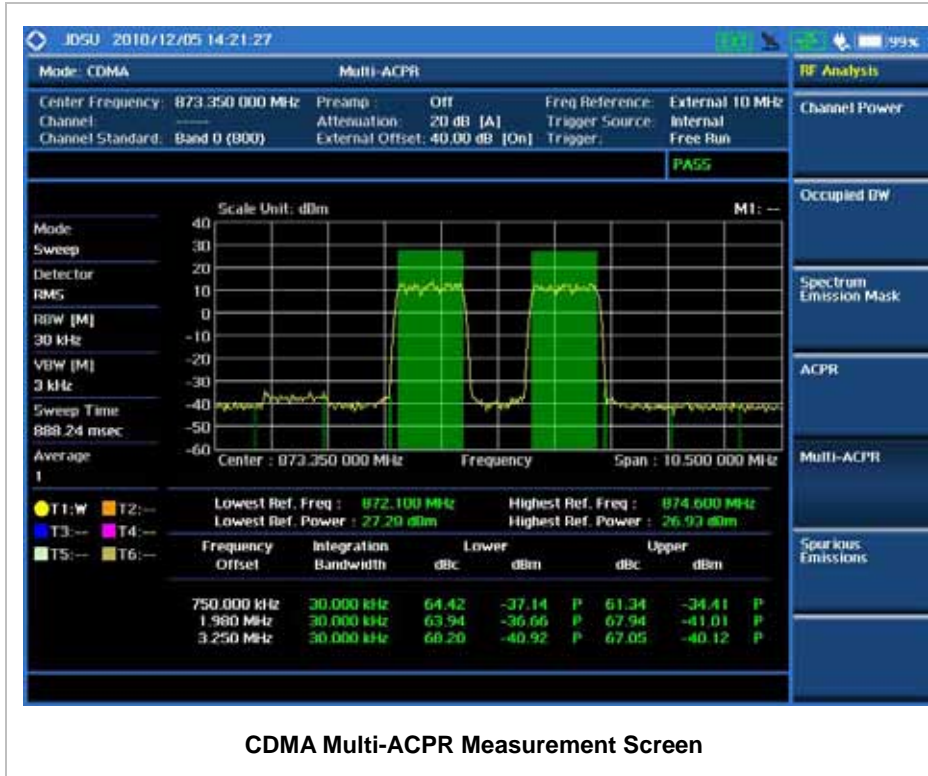 JDSU 2010/12/05 14:21:27
99%
Mode: CDMA Multi-ACPR RF Analysis
Center Frequency: 873.350 000 MHz Preamp: Off Freq Reference: External 10 MHz
Channel: ---- Attenuation: 20 dB [A] Trigger Source: Internal
Channel Standard: Band 0 (800) External Offset: 40.00 dB [On] Trigger: Free Run
PASS
Channel Power
Occupied BW
Spectrum
Emission Mask
ACPR
Multi-ACPR
Spurious
Emissions
Scale Unit: dBm M1: --
Mode
Sweep
Detector
RMS
RBW [M]
30 kHz
VBW [M]
3 kHz
Sweep Time
888.24 msec
Average
1
T1:W T2:--
T3:-- T4:--
T5:-- T6:--
40
30
20
10
0
-10
-20
-30
-40
-50
-60
Center : 873.350 000 MHz Frequency Span : 10.500 000 MHz
Lowest Ref. Freq : 872.100 MHz Highest Ref. Freq : 874.600 MHz
Lowest Ref. Power : 27.20 dBm Highest Ref. Power : 26.93 dBm
Frequency Integration Lower Upper
Offset Bandwidth dBc dBm dBc dBm
750.000 kHz 30.000 kHz 64.42 -37.14 P 61.34 -34.41 P
1.980 MHz 30.000 kHz 63.94 -36.66 P 67.94 -41.01 P
3.250 MHz 30.000 kHz 68.20 -40.92 P 67.05 -40.12 P
CDMA Multi-ACPR Measurement Screen